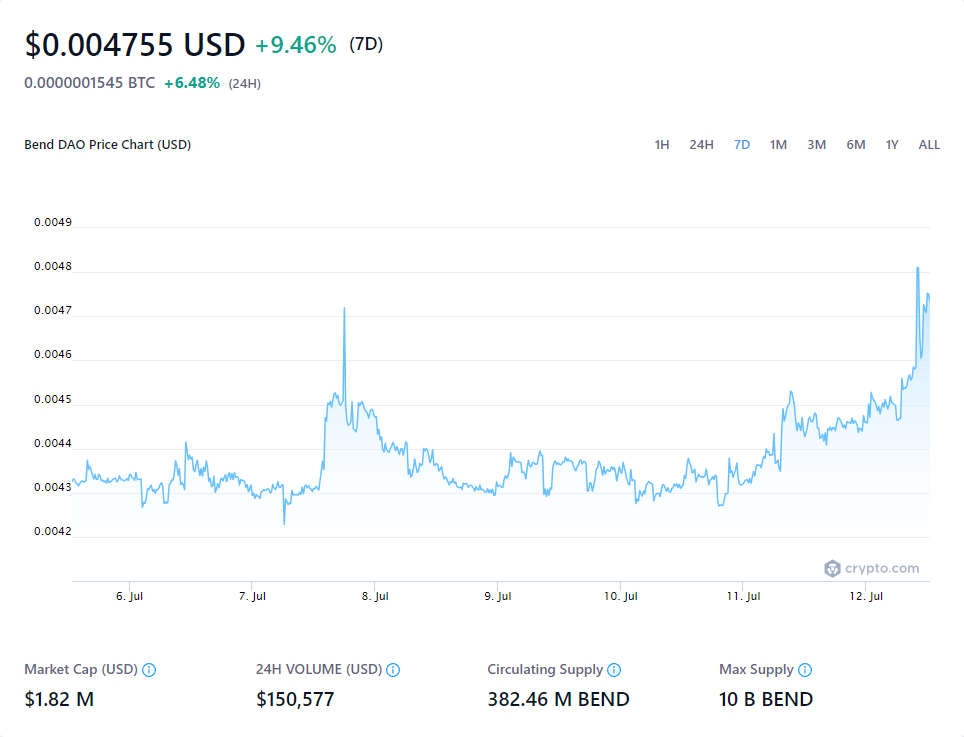 $0.004755 USD +9.46% (7D)
0.0000001545 BTC +6.48% (24H)
Bend DAO Price Chart (USD) 1H 24H 7D 1M 3M 6M 1Y ALL
0.0049
0.0048
0.0047
0.0046
0.0045
0.0044
0.0043
0.0042
crypto.com
6. Jul 7. Jul 8. Jul 9. Jul 10. Jul 11. Jul 12. Jul
Market Cap (USD) 24H VOLUME (USD) Circulating Supply Max Supply
$1.82 M $150,577 382.46 M BEND 10 B BEND